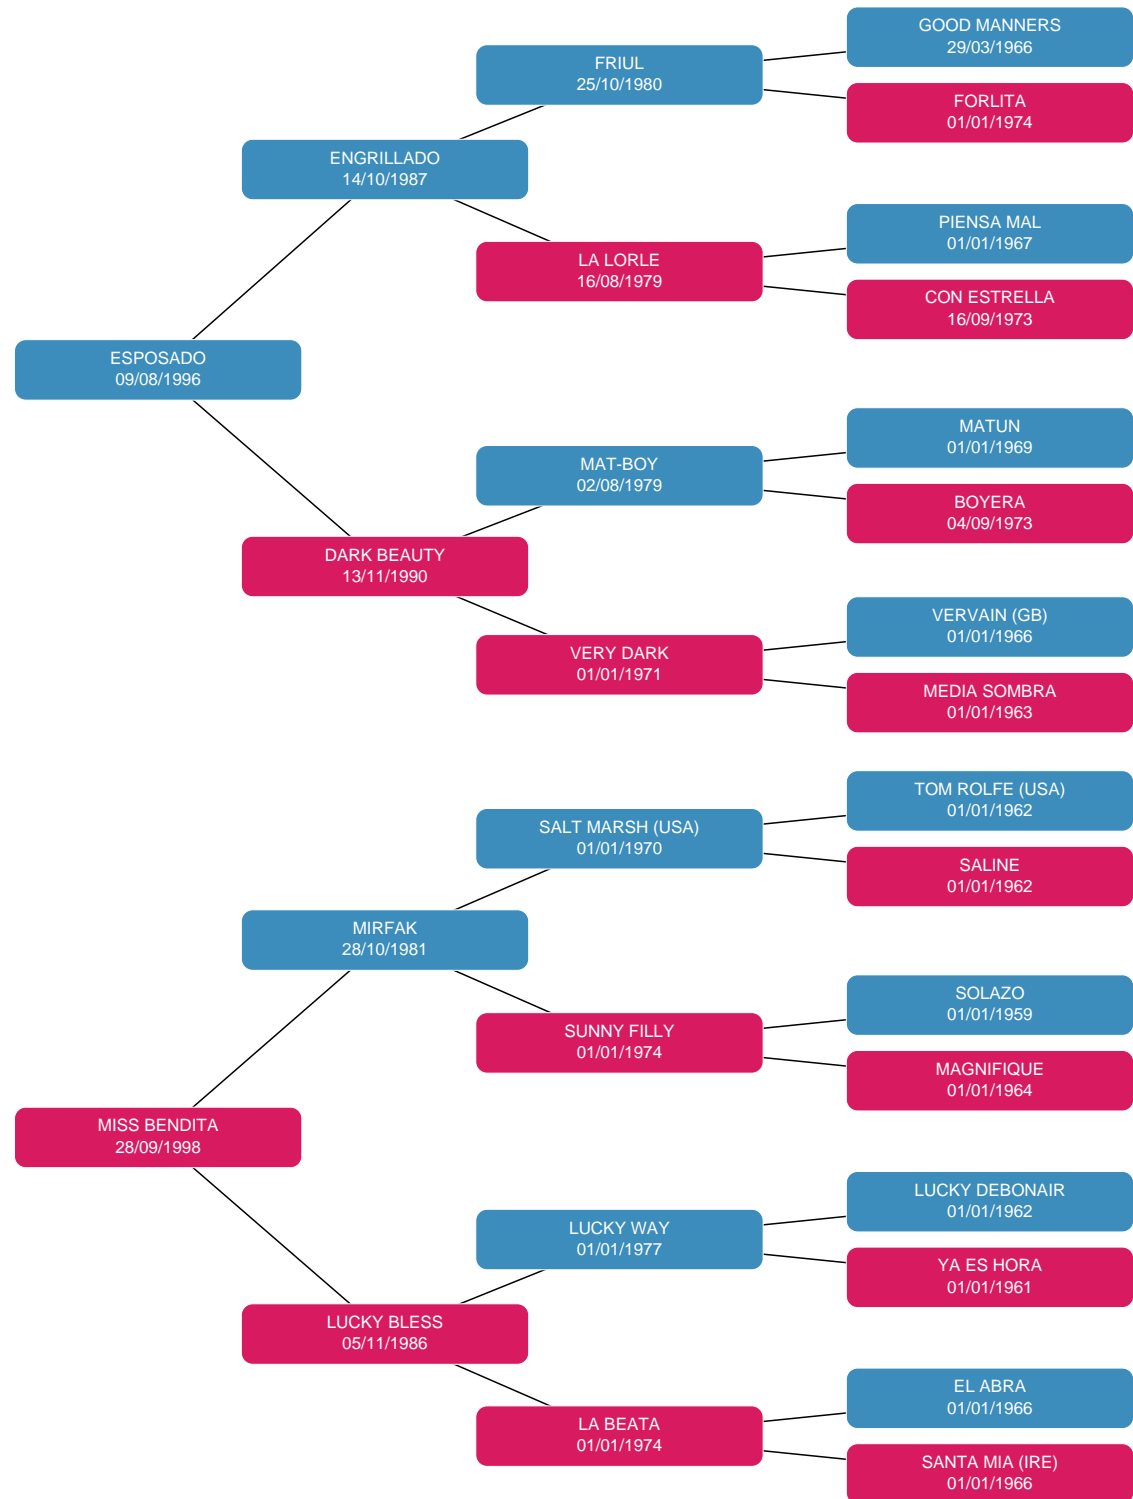 GOOD MANNERS
29/03/1966
FRIUL
25/10/1980
FORLITA
01/01/1974
ENGRILLADO
14/10/1987
PIENSA MAL
01/01/1967
LA LORLE
16/08/1979
CON ESTRELLA
16/09/1973
ESPOSADO
09/08/1996
MATUN
01/01/1969
MAT-BOY
02/08/1979
BOYERA
04/09/1973
DARK BEAUTY
13/11/1990
VERVAIN (GB)
01/01/1966
VERY DARK
01/01/1971
MEDIA SOMBRA
01/01/1963
TOM ROLFE (USA)
01/01/1962
SALT MARSH (USA)
01/01/1970
SALINE
01/01/1962
MIRFAK
28/10/1981
SOLAZO
01/01/1959
SUNNY FILLY
01/01/1974
MAGNIFIQUE
01/01/1964
MISS BENDITA
28/09/1998
LUCKY DEBONAIR
01/01/1962
LUCKY WAY
01/01/1977
YA ES HORA
01/01/1961
LUCKY BLESS
05/11/1986
EL ABRA
01/01/1966
LA BEATA
01/01/1974
SANTA MIA (IRE)
01/01/1966